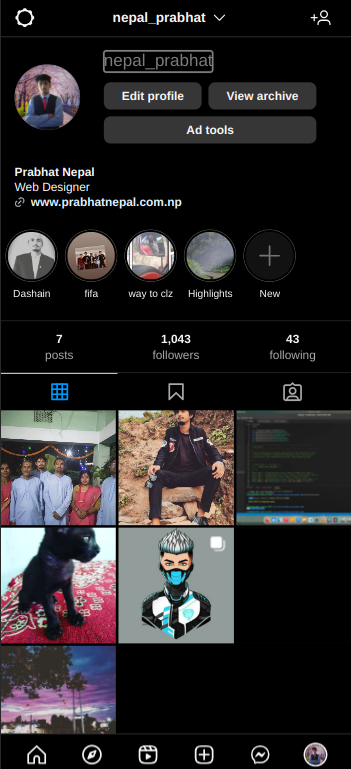 nepal_prabhat
nepal_prabhat
Edit profile
View archive
Ad tools
Prabhat Nepal
Web Designer
www.prabhatnepal.com.np
Dashain
fifa
way to clz
Highlights
New
7
1,043
43
posts
followers
following